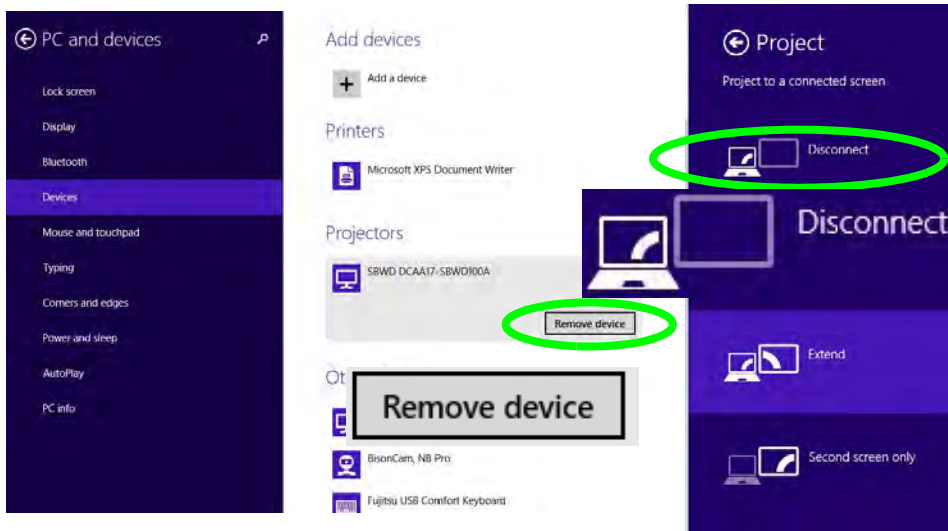 PC and devices
Lock screen
Display
Bluetooth
Devices
Mouse and touchpad
Typing
Corners and edges
Power and sleep
AutoPlay
PC info
Add devices
Add a device
Printers
Microsoft XPS Document Writer
Projectors
SBWD DCAA17-SBWD100A
Remove device
Ot
Remove device
BisonCam, NB Pro
Fujitsu USB Comfort Keyboard
Project
Project to a connected screen
Disconnect
Disconnect
Extend
Second screen only